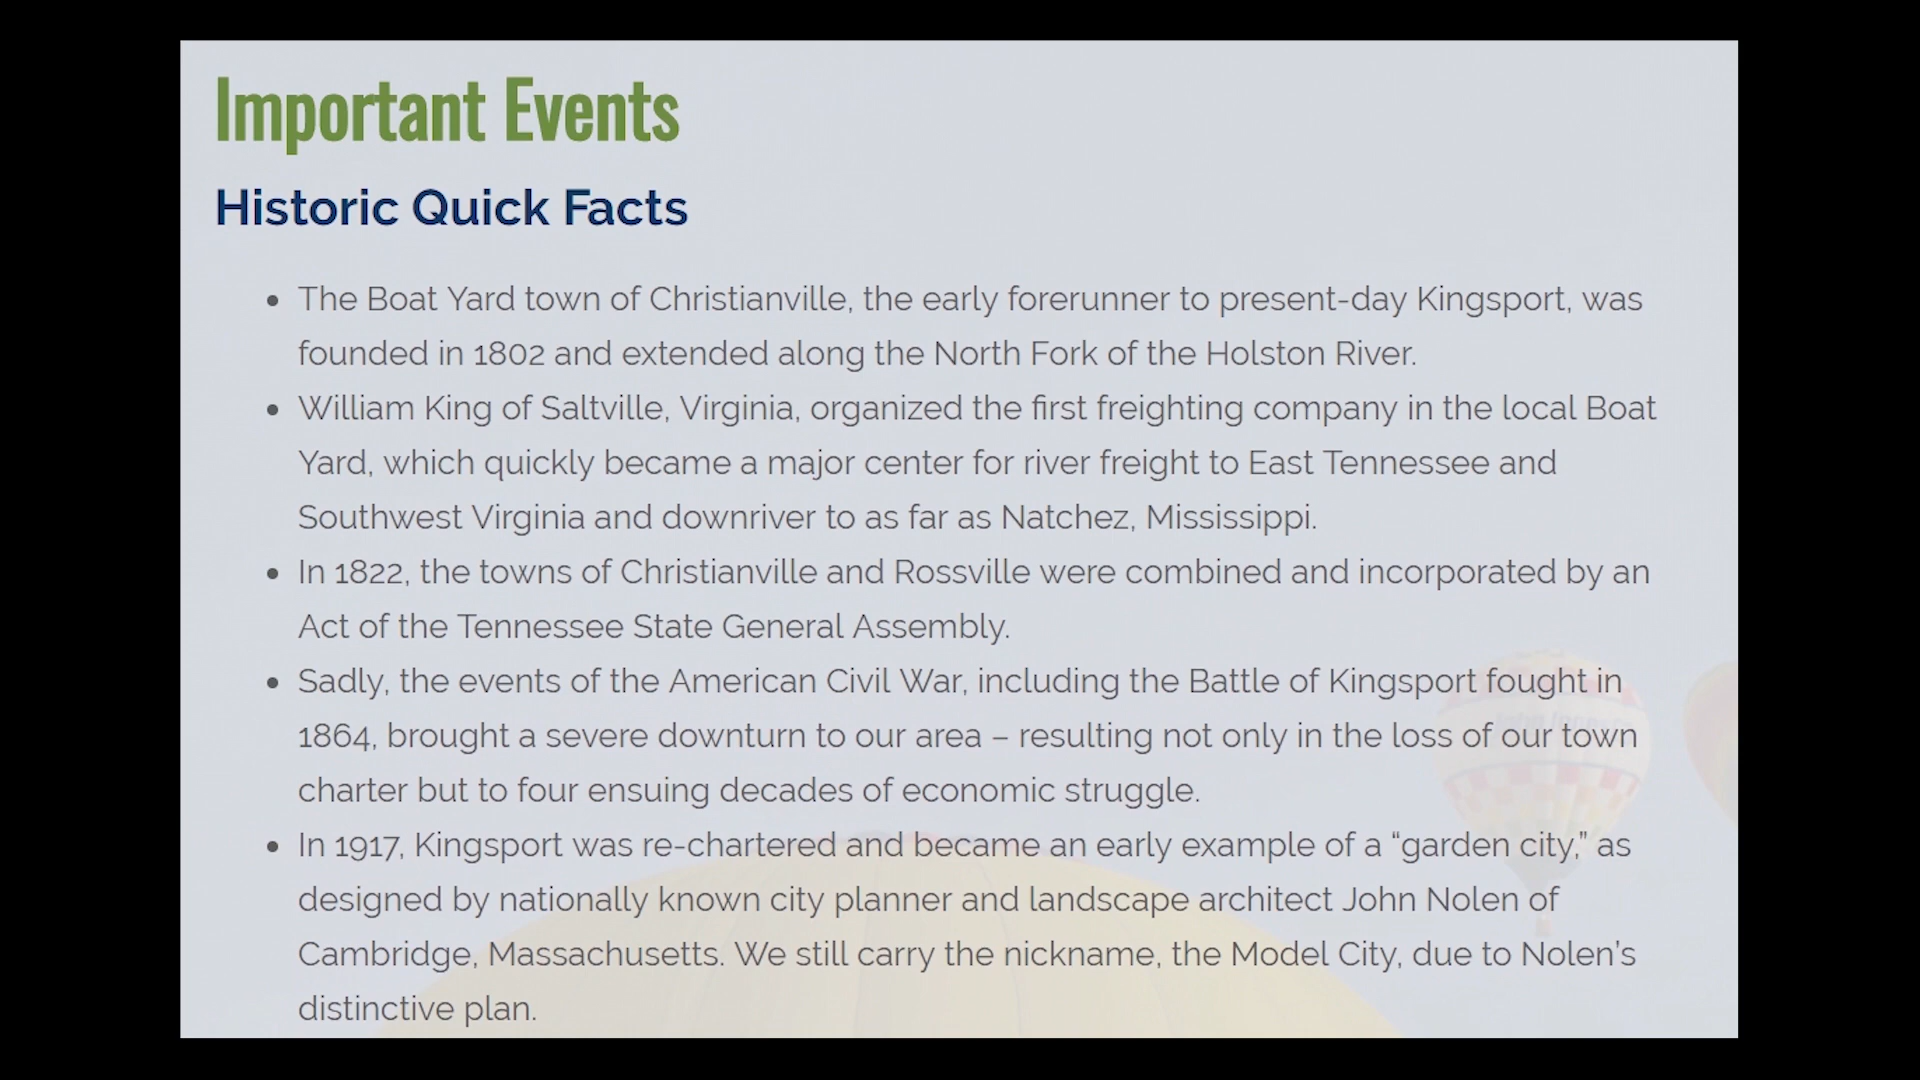 Important Events
Historic Quick Facts
• The Boat Yard town of Christianville, the early forerunner to present-day Kingsport, was
founded in 1802 and extended along the North Fork of the Holston River.
• William King of Saltville, Virginia, organized the first freighting company in the local Boat
Yard, which quickly became a major center for river freight to East Tennessee and
Southwest Virginia and downriver to as far as Natchez, Mississippi.
• In 1822, the towns of Christianville and Rossville were combined and incorporated by an
Act of the Tennessee State General Assembly.
• Sadly, the events of the American Civil War, including the Battle of Kingsport fought in
1864, brought a severe downturn to our area – resulting not only in the loss of our town
charter but to four ensuing decades of economic struggle.
• In 1917, Kingsport was re-chartered and became an early example of a “garden city,” as
designed by nationally known city planner and landscape architect John Nolen of
Cambridge, Massachusetts. We still carry the nickname, the Model City, due to Nolen’s
distinctive plan.